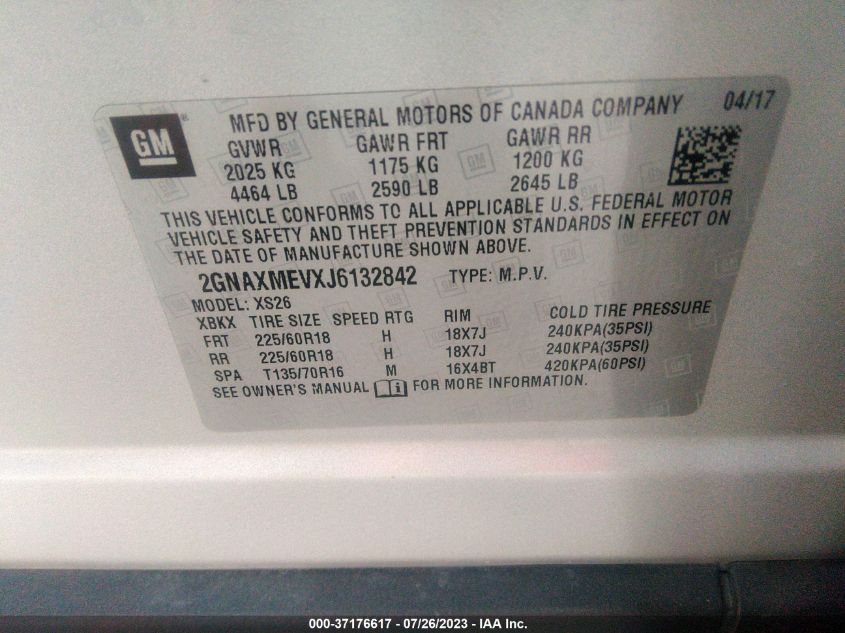 GM
®
MFD BY GENERAL MOTORS OF CANADA COMPANY 04/17
GVWR GAWR FRT GAWR RR
2025 KG 1175 KG 1200 KG
4464 LB 2590 LB 2645 LB
THIS VEHICLE CONFORMS TO ALL APPLICABLE U.S. FEDERAL MOTOR
VEHICLE SAFETY AND THEFT PREVENTION STANDARDS IN EFFECT ON
THE DATE OF MANUFACTURE SHOWN ABOVE.
2GNAXMEVXJ6132842 TYPE: M.P.V.
MODEL: XS26
XBKX TIRE SIZE SPEED RTG RIM COLD TIRE PRESSURE
FRT 225/60R18 H 18X7J 240KPA(35PSI)
RR 225/60R18 H 18X7J 240KPA(35PSI)
SPA T135/70R16 M 16X4BT 420KPA(60PSI)
SEE OWNER'S MANUAL i FOR MORE INFORMATION.
000-37176617 - 07/26/2023 - IAA Inc.